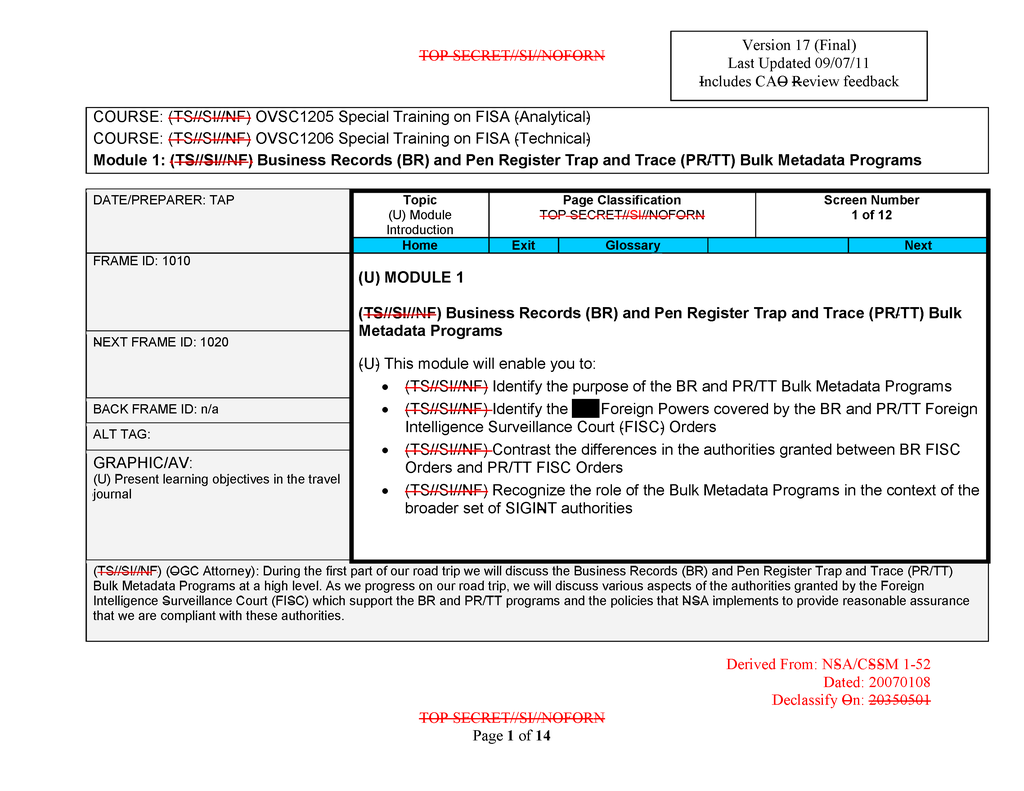 TOP SECRET//SI//NOFORN
Version 17 (Final)
Last Updated 09/07/11
Includes CAO Review feedback
COURSE: (TS//SI//NF) OVSC1205 Special Training on FISA (Analytical)
COURSE: (TS//SI//NF) OVSC1206 Special Training on FISA (Technical)
Module 1: (TS//SI//NF) Business Records (BR) and Pen Register Trap and Trace (PR/TT) Bulk Metadata Programs
DATE/PREPARER: TAP
Topic
(U) Module
Introduction
Page Classification
TOP SECRET//SI//NOFORN
Screen Number
1 of 12
Home Exit Glossary Next
FRAME ID: 1010
NEXT FRAME ID: 1020
BACK FRAME ID: n/a
ALT TAG:
GRAPHIC/AV:
(U) Present learning objectives in the travel
journal
(U) MODULE 1
(TS//SI//NF) Business Records (BR) and Pen Register Trap and Trace (PR/TT) Bulk
Metadata Programs
(U) This module will enable you to:
• (TS//SI//NF) Identify the purpose of the BR and PR/TT Bulk Metadata Programs
• (TS//SI//NF) Identify the Foreign Powers covered by the BR and PR/TT Foreign
Intelligence Surveillance Court (FISC) Orders
• (TS//SI//NF) Contrast the differences in the authorities granted between BR FISC
Orders and PR/TT FISC Orders
• (TS//SI//NF) Recognize the role of the Bulk Metadata Programs in the context of the
broader set of SIGINT authorities
(TS//SI//NF) (OGC Attorney): During the first part of our road trip we will discuss the Business Records (BR) and Pen Register Trap and Trace (PR/TT)
Bulk Metadata Programs at a high level. As we progress on our road trip, we will discuss various aspects of the authorities granted by the Foreign
Intelligence Surveillance Court (FISC) which support the BR and PR/TT programs and the policies that NSA implements to provide reasonable assurance
that we are compliant with these authorities.
Derived From: NSA/CSSM 1-52
Dated: 20070108
Declassify On: 20350501
TOP SECRET//SI//NOFORN
Page 1 of 14